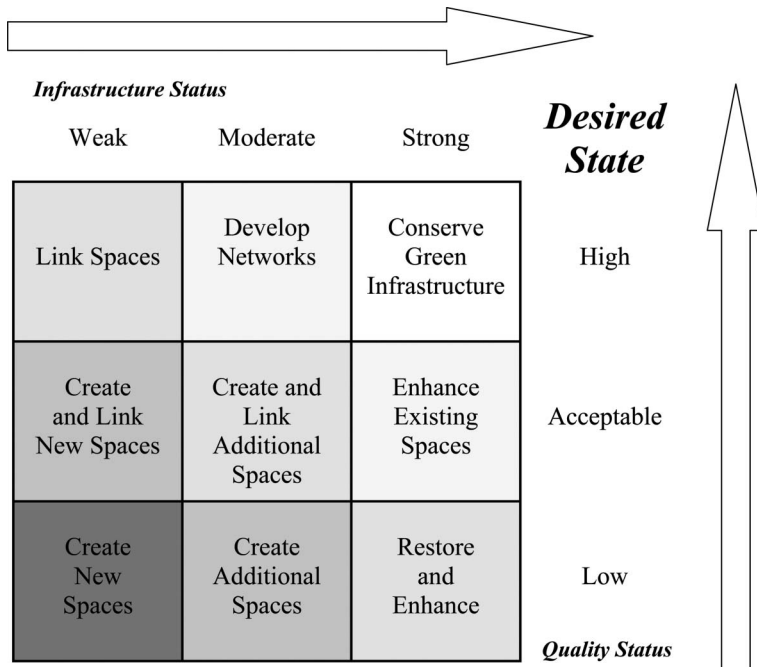 Infrastructure Status
Weak
Moderate
Strong
Desired
State
Link Spaces
Develop
Networks
Conserve
Green
Infrastructure
High
Create
and Link
New Spaces
Create and
Link
Additional
Spaces
Enhance
Existing
Spaces
Acceptable
Create
New
Spaces
Create
Additional
Spaces
Restore
and
Enhance
Low
Quality Status